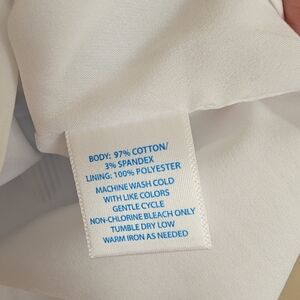 BODY: 97% COTTON/
3% SPANDEX
LINING: 100% POLYESTER
MACHINE WASH COLD
WITH LIKE COLORS
GENTLE CYCLE
NON-CHLORINE BLEACH ONLY
TUMBLE DRY LOW
WARM IRON AS NEEDED